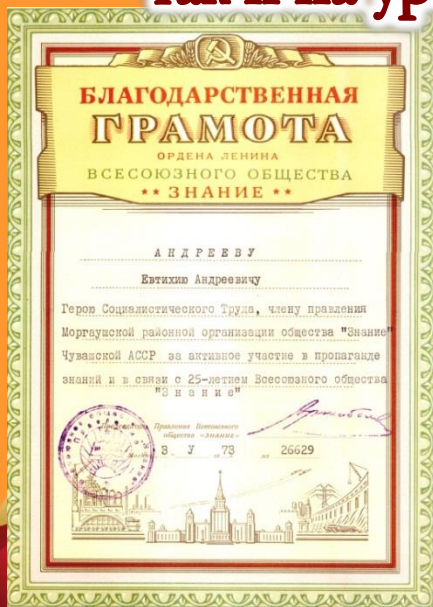 БЛАГОДАРСТВЕННАЯ
ГРАМОТА
ОРДЕНА ЛЕНИНА
ВСЕСОЮЗНОГО ОБЩЕСТВА
★★ ЗНАНИЕ ★★
АНДРЕЕВУ
Евтихию Андреевичу
Герою Социалистического Труда, члену правления
Моргаушской районной организации общества "Знание"
Чувашской АССР за активное участие в пропаганде
знаний и в связи с 25-летием Всесоюзного общества
"Знание"
Правления Всесоюзного
общества «ЗНАНИЕ»
3 У 73 26629